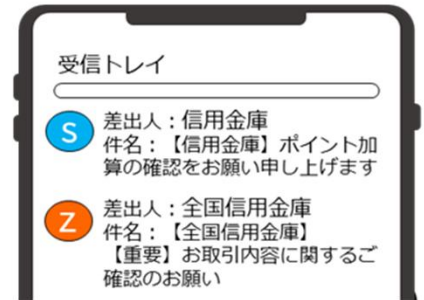 受信トレイ
S
差出人：信用金庫
件名：【信用金庫】ポイント加
算の確認をお願い申し上げます
Z
差出人：全国信用金庫
件名：【全国信用金庫】
【重要】お取引内容に関するご
確認のお願い